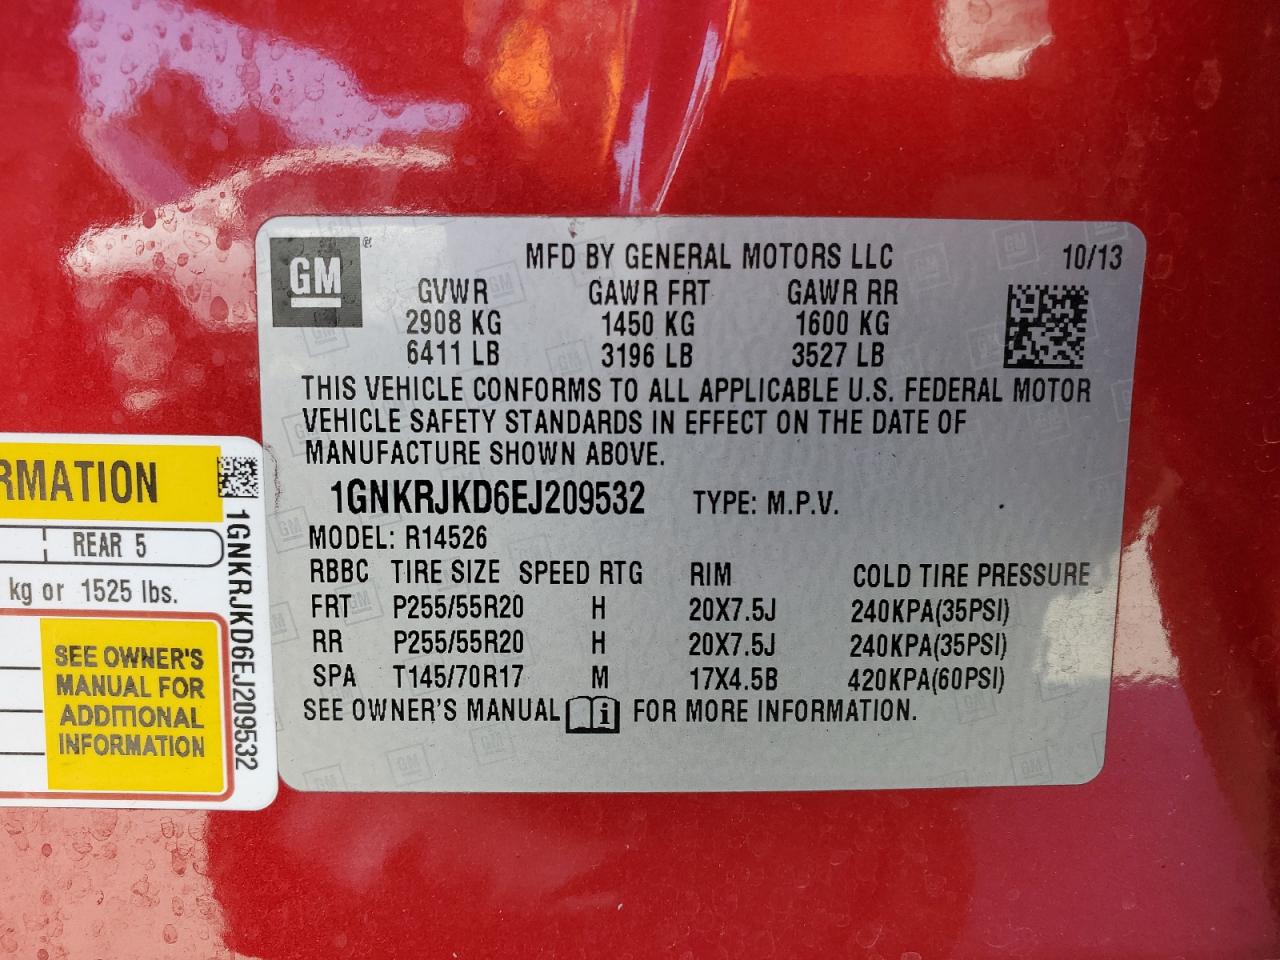 GM ®
MFD BY GENERAL MOTORS LLC 10/13
GVWR GAWR FRT GAWR RR
2908 KG 1450 KG 1600 KG
6411 LB 3196 LB 3527 LB
THIS VEHICLE CONFORMS TO ALL APPLICABLE U.S. FEDERAL MOTOR
VEHICLE SAFETY STANDARDS IN EFFECT ON THE DATE OF
MANUFACTURE SHOWN ABOVE.
1GNKRJKD6EJ209532 TYPE: M.P.V.
MODEL: R14526
RBBC TIRE SIZE SPEED RTG RIM COLD TIRE PRESSURE
FRT P255/55R20 H 20X7.5J 240KPA(35PSI)
RR P255/55R20 H 20X7.5J 240KPA(35PSI)
SPA T145/70R17 M 17X4.5B 420KPA(60PSI)
SEE OWNER'S MANUAL i FOR MORE INFORMATION.
RMATION
REAR 5
kg or 1525 lbs.
SEE OWNER'S
MANUAL FOR
ADDITIONAL
INFORMATION
1GNKRJKD6EJ209532